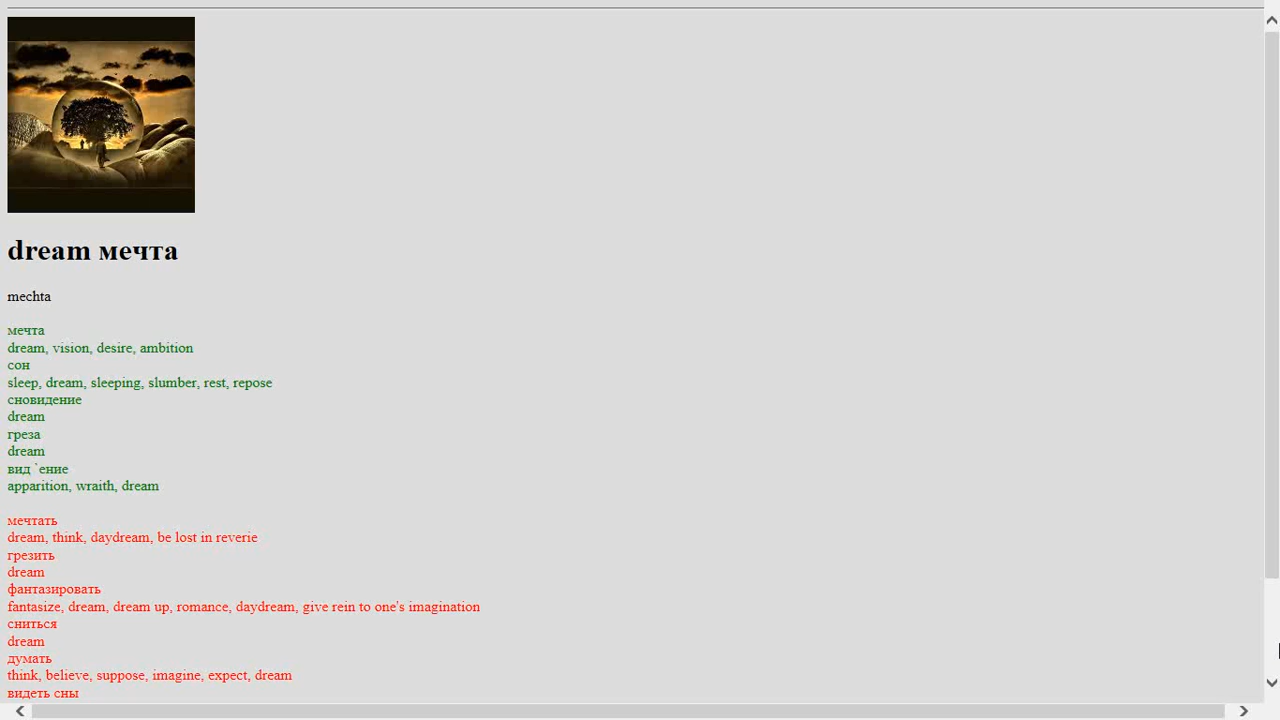 dream мечта
mechta
мечта
dream, vision, desire, ambition
сон
sleep, dream, sleeping, slumber, rest, repose
сновидение
dream
греза
dream
вид `ение
apparition, wraith, dream
мечтать
dream, think, daydream, be lost in reverie
грезить
dream
фантазировать
fantasize, dream, dream up, romance, daydream, give rein to one's imagination
сниться
dream
думать
think, believe, suppose, imagine, expect, dream
видеть сны